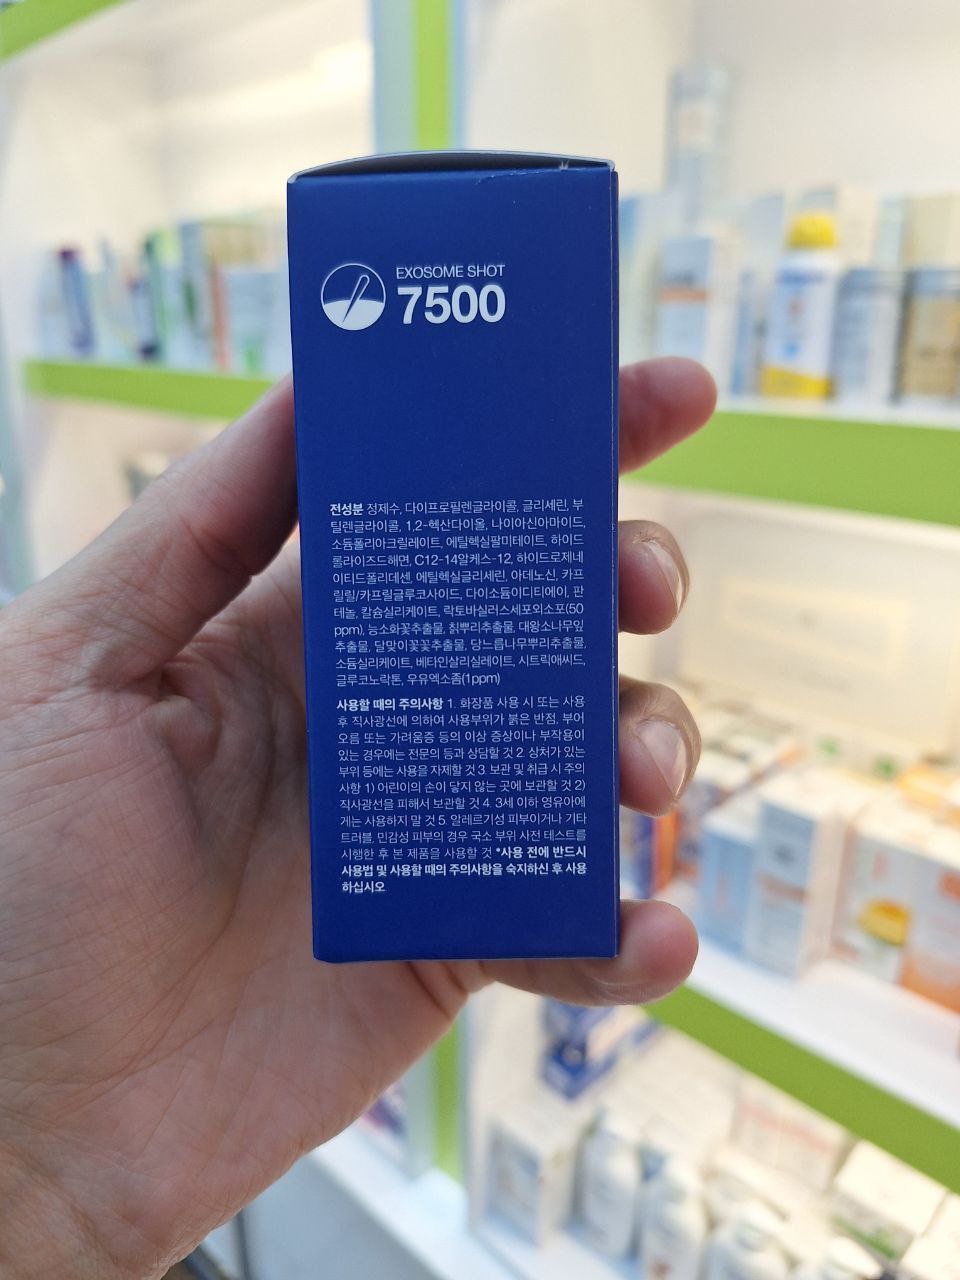 EXOSOME SHOT
7500
전성분 정제수, 다이프로필렌글라이콜, 글리세린, 부
틸렌글라이콜, 1,2-헥산다이올, 나이아신아마이드,
소듐폴리아크릴레이트, 에틸헥실팔미테이트, 하이드
롤라이즈드해면, C12-14알케스-12, 하이드로제네
이티드폴리데센, 에틸헥실글리세린, 아데노신, 카프
릴릴/카프릴글루코사이드, 다이소듐이디티에이, 판
테놀, 칼슘실리케이트, 락토바실러스세포외소포(50
ppm), 능소화꽃추출물, 칡뿌리추출물, 대왕소나무잎
추출물, 달맞이꽃꽃추출물, 당느릅나무뿌리추출물,
소듐실리케이트, 베타인살리실레이트, 시트릭애씨드,
글루코노락톤, 우유엑소좀(1ppm)
사용할 때의 주의사항 1. 화장품 사용 시 또는 사용
후 직사광선에 의하여 사용부위가 붉은 반점, 부어
오름 또는 가려움증 등의 이상 증상이나 부작용이
있는 경우에는 전문의 등과 상담할 것 2. 상처가 있는
부위 등에는 사용을 자제할 것 3. 보관 및 취급 시 주의
사항 1) 어린이의 손이 닿지 않는 곳에 보관할 것 2)
직사광선을 피해서 보관할 것 4. 3세 이하 영유아에
게는 사용하지 말 것 5. 알레르기성 피부이거나 기타
트러블, 민감성 피부의 경우 국소 부위 사전 테스트를
시행한 후 본 제품을 사용할 것 *사용 전에 반드시
사용법 및 사용할 때의 주의사항을 숙지하신 후 사용
하십시오